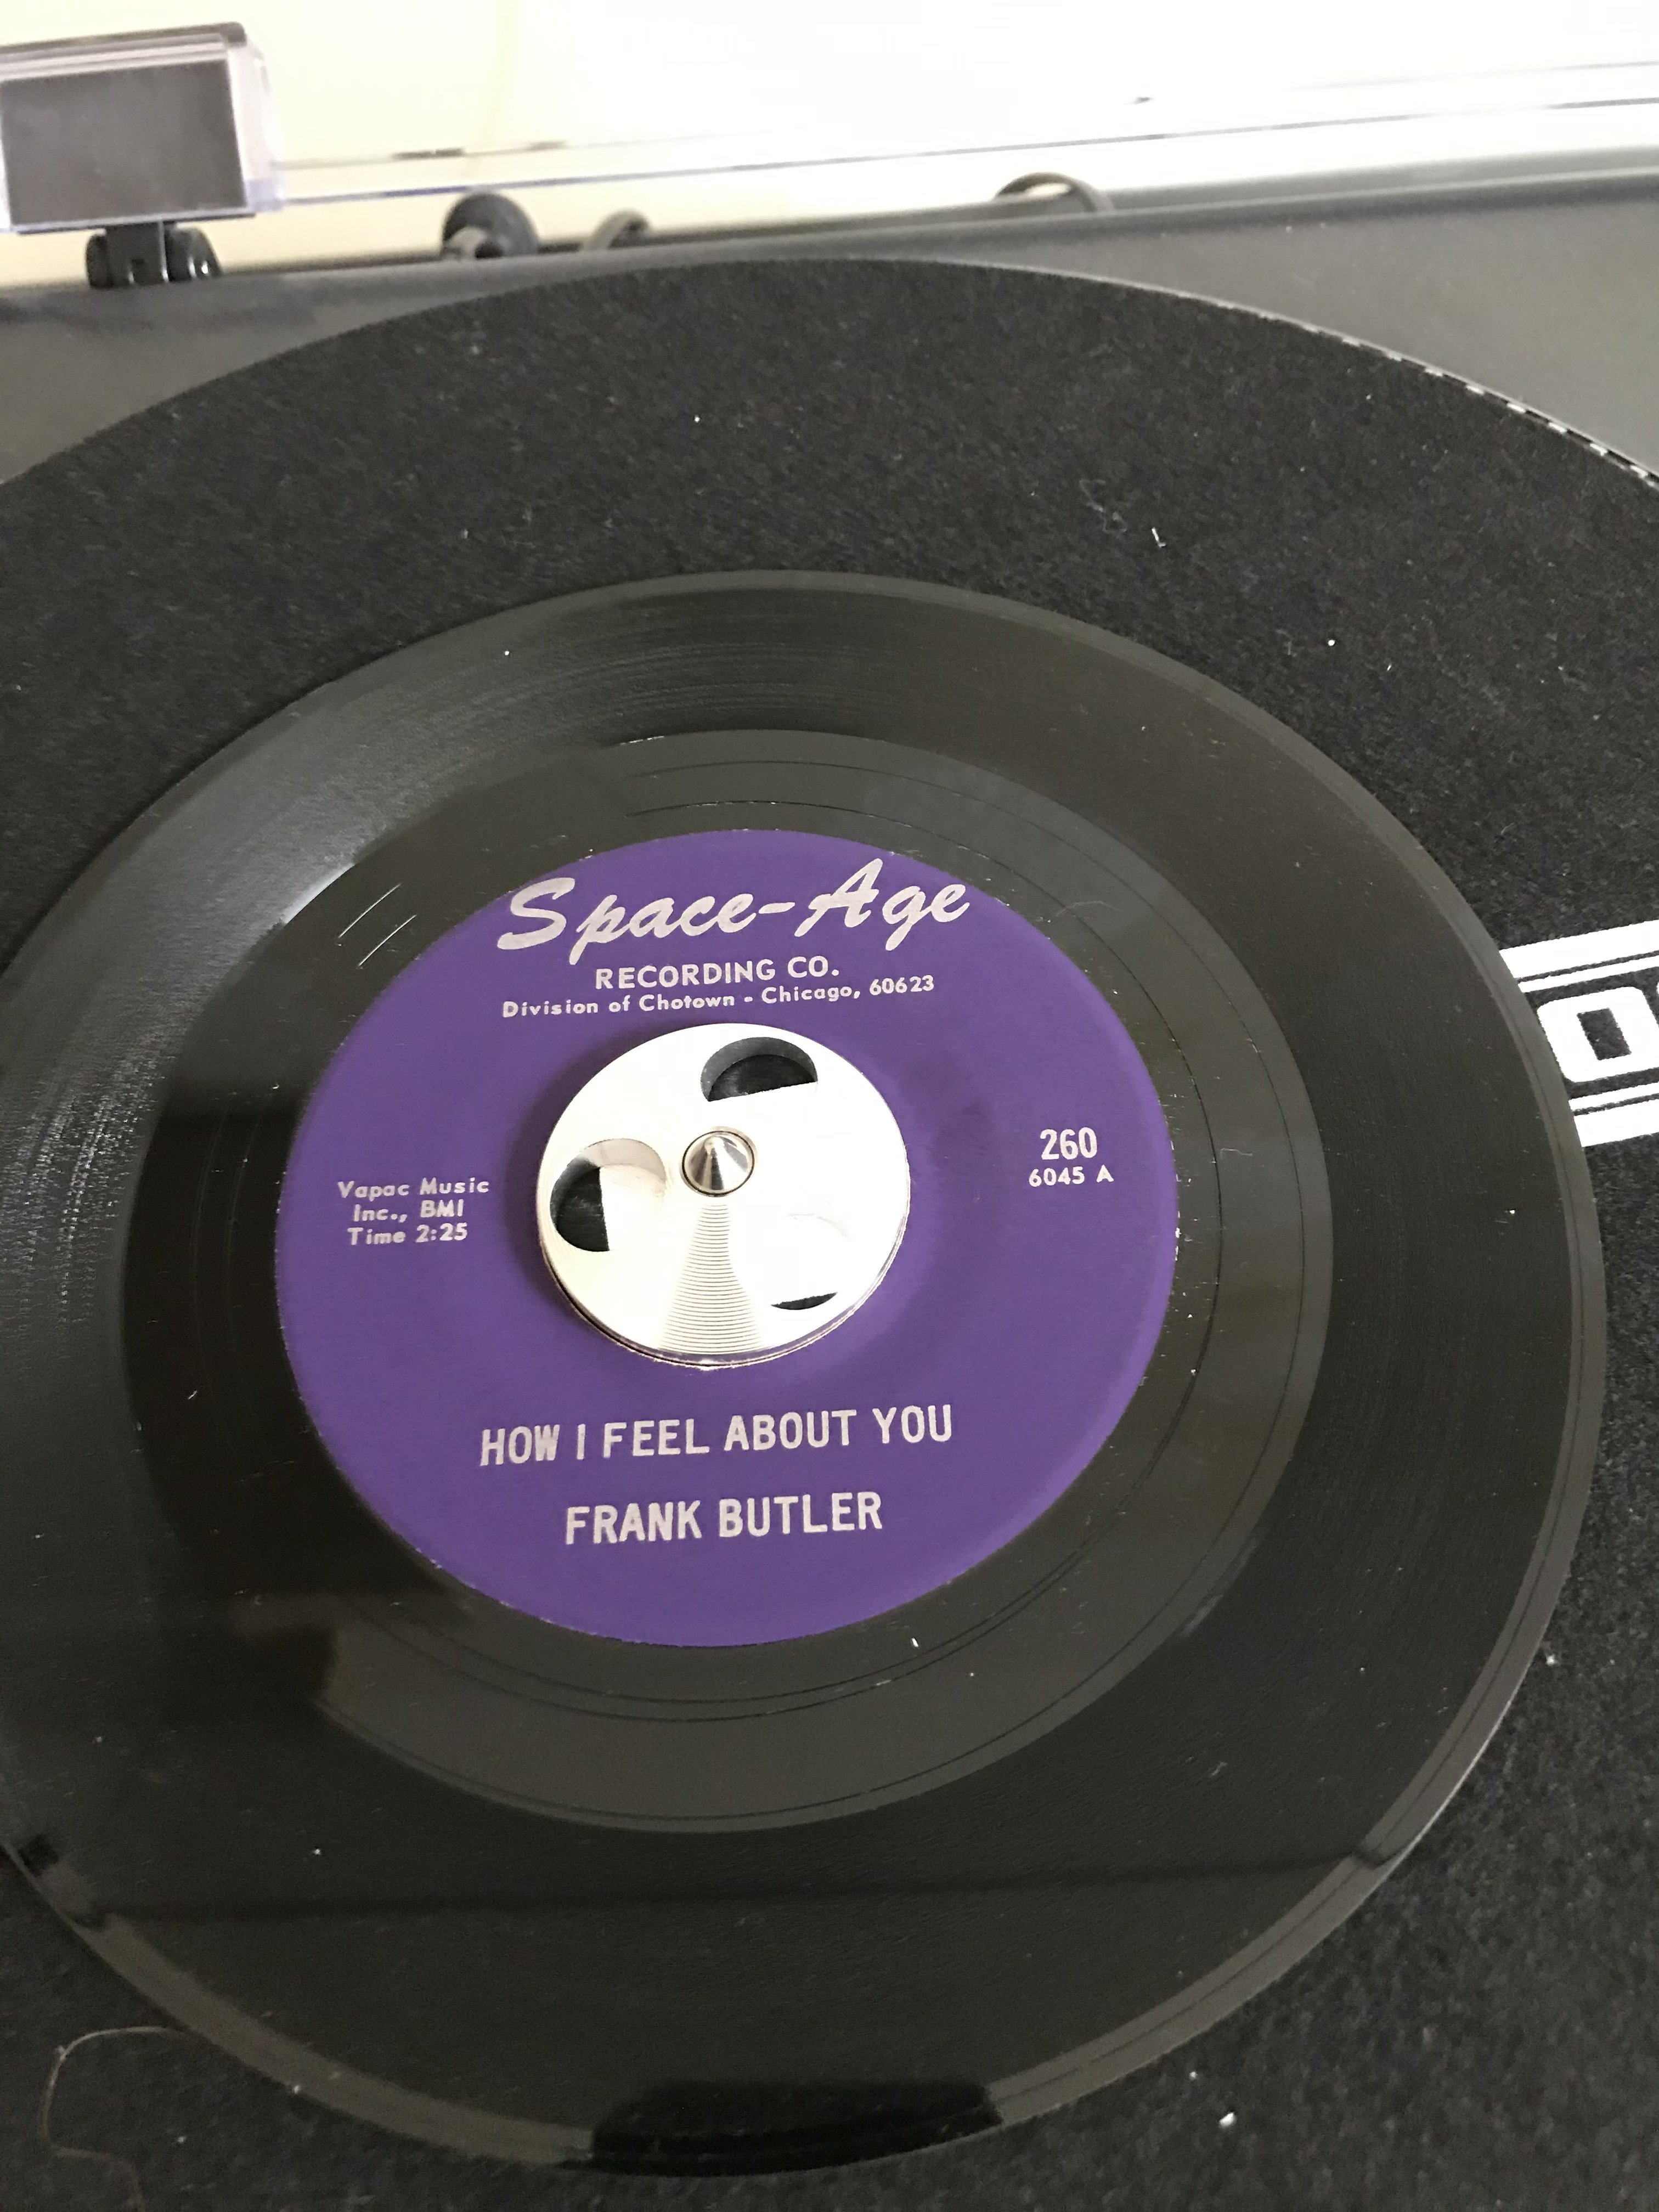 Space-Age
RECORDING CO.
Division of Chotown - Chicago, 60623
260
6045 A
Vapac Music
Inc., BMI
Time 2:25
HOW I FEEL ABOUT YOU
FRANK BUTLER